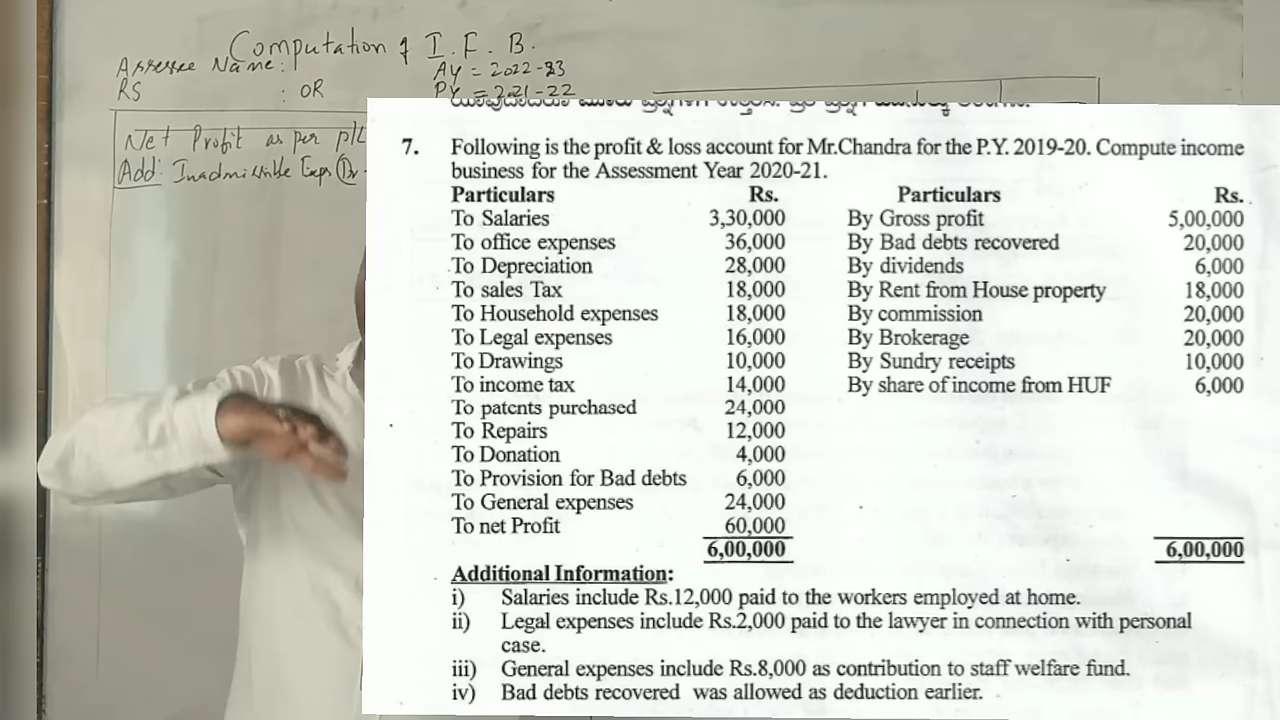 Computation of I. F. B.
Assessee Name :
AY = 2022-23
RS : OR
PY = 2021-22
Net Profit as per P/L
Add: Inadmissible Exps Dr
7. Following is the profit & loss account for Mr.Chandra for the P.Y. 2019-20. Compute income
business for the Assessment Year 2020-21.
Particulars Rs. Particulars Rs.
To Salaries 3,30,000 By Gross profit 5,00,000
To office expenses 36,000 By Bad debts recovered 20,000
To Depreciation 28,000 By dividends 6,000
To sales Tax 18,000 By Rent from House property 18,000
To Household expenses 18,000 By commission 20,000
To Legal expenses 16,000 By Brokerage 20,000
To Drawings 10,000 By Sundry receipts 10,000
To income tax 14,000 By share of income from HUF 6,000
To patents purchased 24,000
To Repairs 12,000
To Donation 4,000
To Provision for Bad debts 6,000
To General expenses 24,000
To net Profit 60,000
6,00,000 6,00,000
Additional Information:
i) Salaries include Rs.12,000 paid to the workers employed at home.
ii) Legal expenses include Rs.2,000 paid to the lawyer in connection with personal
case.
iii) General expenses include Rs.8,000 as contribution to staff welfare fund.
iv) Bad debts recovered was allowed as deduction earlier.